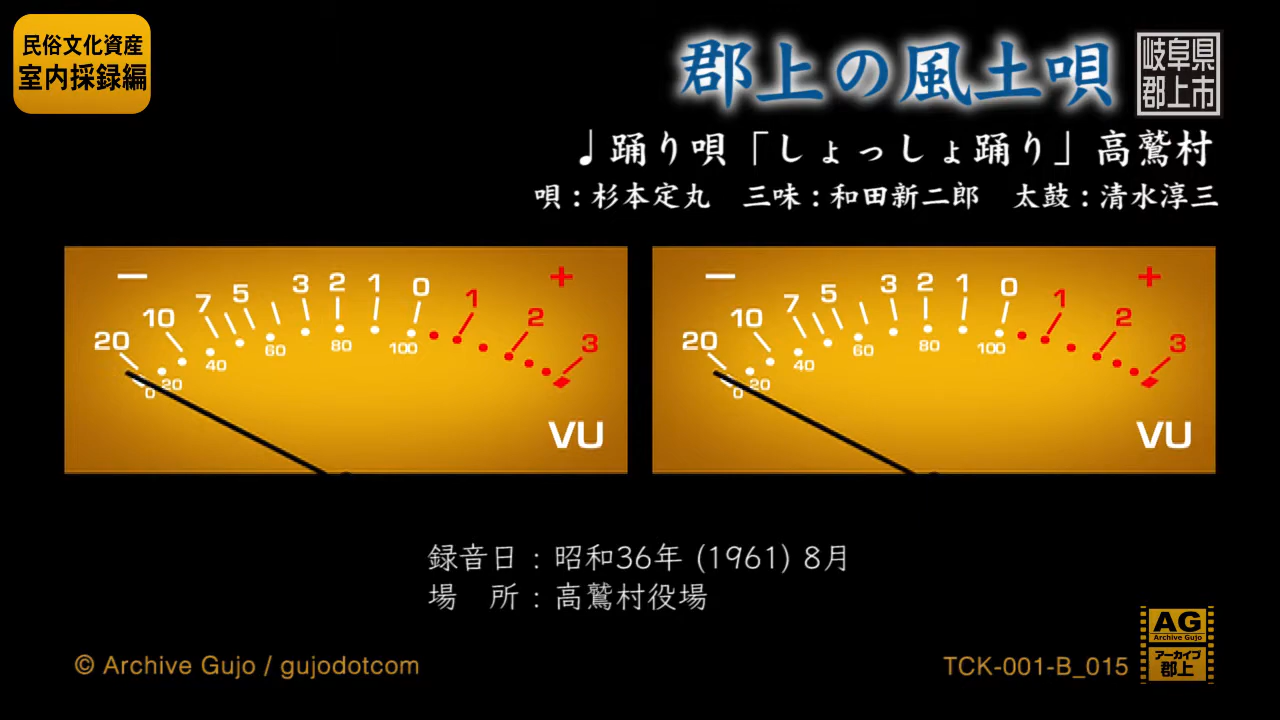 民俗文化資産
室内採録編
郡上の風土唄
岐阜県
郡上市
♩踊り唄「しょっしょ踊り」高鷲村
唄：杉本定丸　三味：和田新二郎　太鼓：清水淳三
− +
20 10 7 5 3 2 1 0 1 2 3
0 20 40 60 80 100
VU
− +
20 10 7 5 3 2 1 0 1 2 3
0 20 40 60 80 100
VU
録音日：昭和36年 (1961) 8月
場　所：高鷲村役場
© Archive Gujo / gujodotcom
TCK-001-B_015
AG
Archive Gujo
アーカイブ
郡上